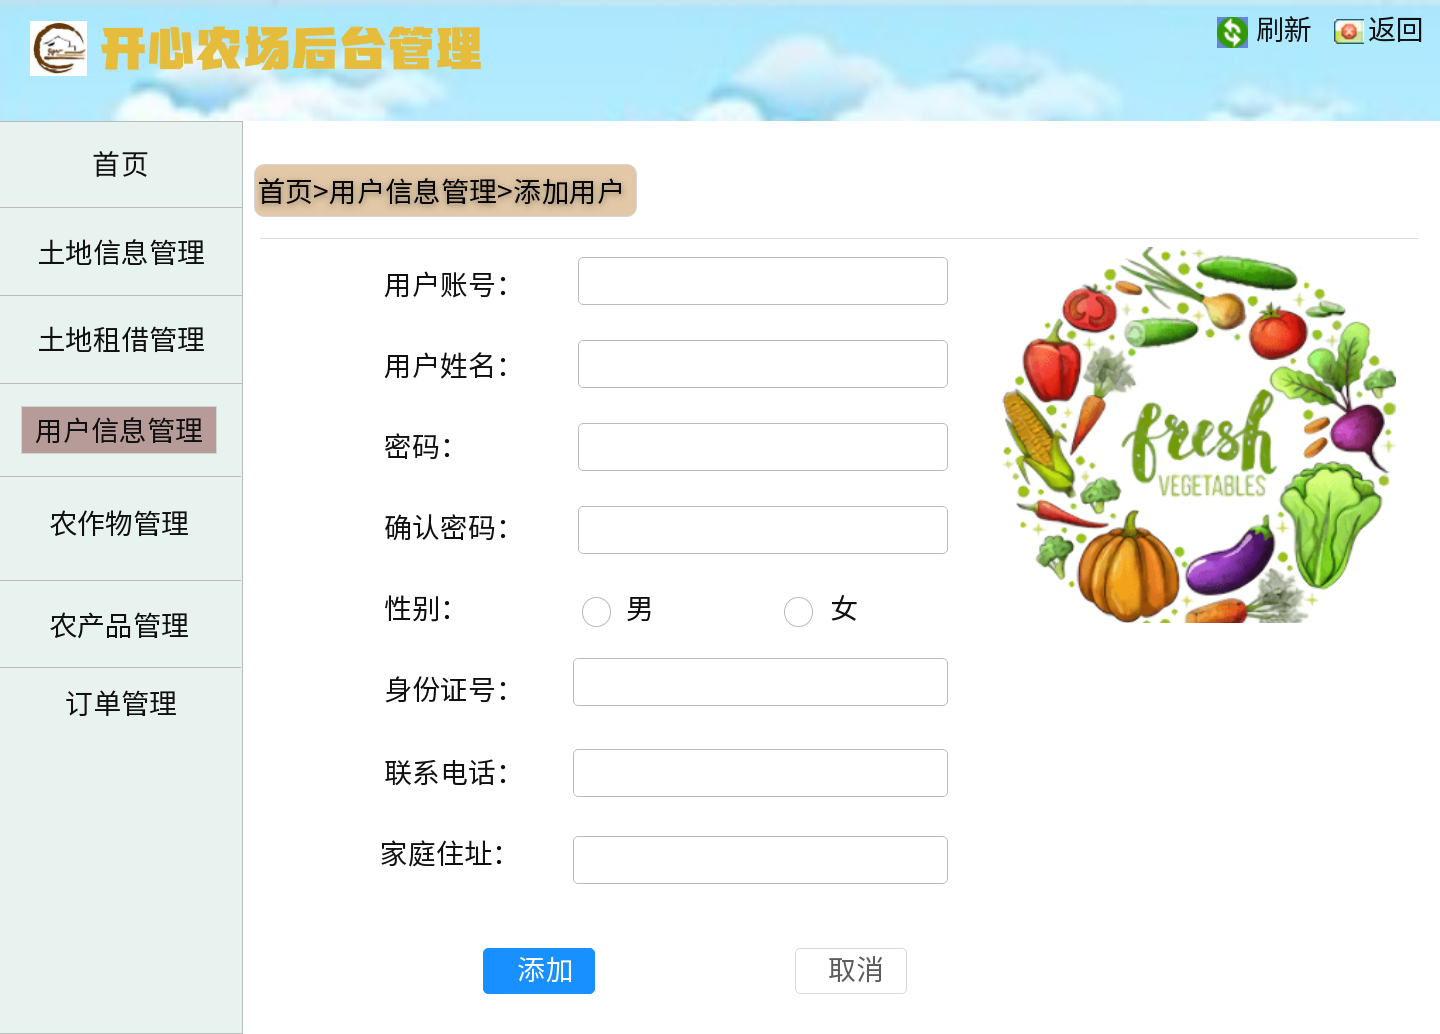 开心农场后台管理
刷新
返回
首页
土地信息管理
土地租借管理
用户信息管理
农作物管理
农产品管理
订单管理
首页>用户信息管理>添加用户
用户账号：
用户姓名：
密码：
确认密码：
性别：
男
女
身份证号：
联系电话：
家庭住址：
添加
取消
fresh
VEGETABLES